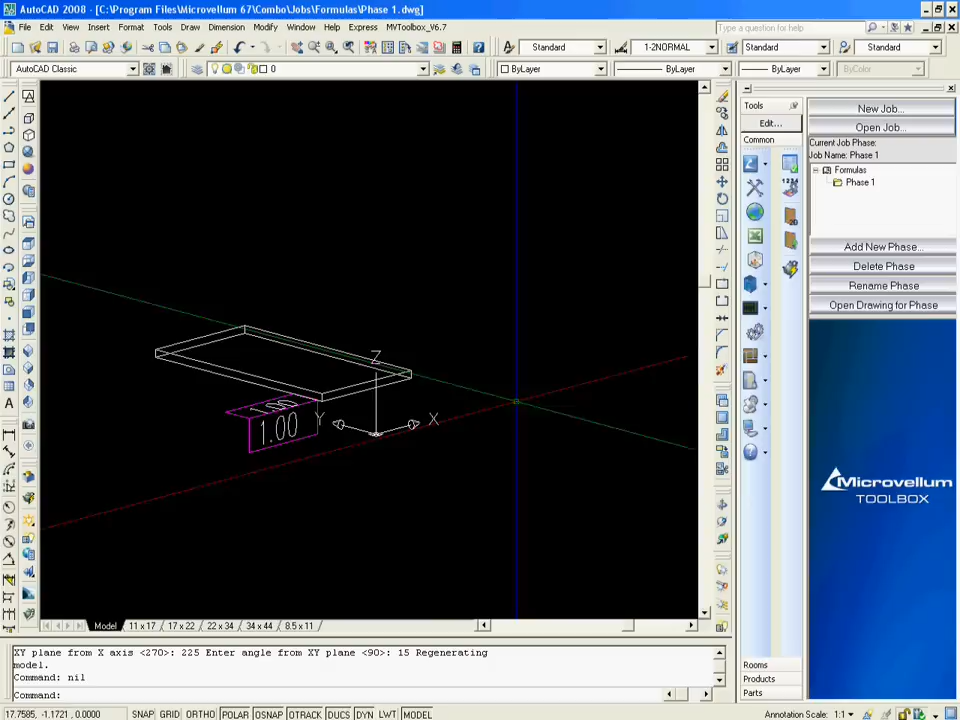 AutoCAD 2008 - [C:\Program Files\Microvellum 67\Combo\Jobs\Formulas\Phase 1.dwg]
File Edit View Insert Format Tools Draw Dimension Modify Window Help Express MVToolbox_V6.7
Type a question for help
Standard
1-2NORMAL
Standard
Standard
AutoCAD Classic
0
ByLayer
ByLayer
ByLayer
ByColor
Tools
Edit...
Common
New Job...
Open Job...
Current Job Phase:
Job Name: Phase 1
Formulas
Phase 1
Add New Phase...
Delete Phase
Rename Phase
Open Drawing for Phase
Z
Y
X
1.00
1.00
Microvellum
TOOLBOX
Rooms
Products
Parts
Model 11 x 17 17 x 22 22 x 34 34 x 44 8.5 x 11
XY plane from X axis <270>: 225 Enter angle from XY plane <90>: 15 Regenerating
model.
Command: nil
Command:
17.7585, -1.1721, 0.0000
SNAP GRID ORTHO POLAR OSNAP OTRACK DUCS DYN LWT MODEL
Annotation Scale: 1:1